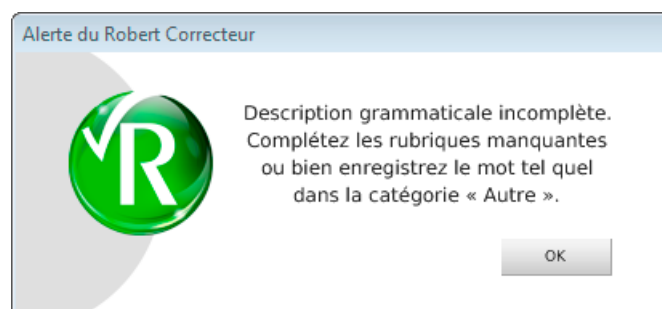 Alerte du Robert Correcteur
Description grammaticale incomplète.
Complétez les rubriques manquantes
ou bien enregistrez le mot tel quel
dans la catégorie « Autre ».
R
OK